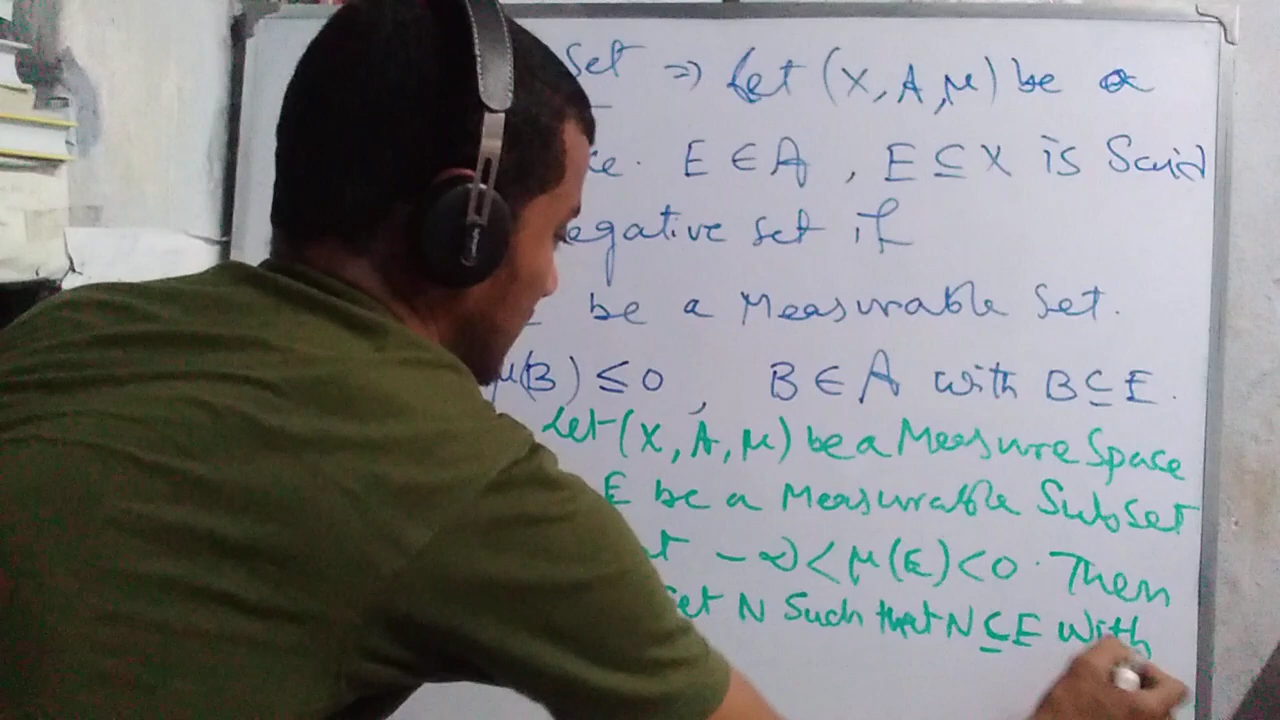 Set => Let (X, A, μ) be a
E ∈ A, E ⊆ X is Said
egative set if
be a Measurable Set.
μ(B) ≤ 0, B ∈ A with B ⊆ E.
Let (X, A, μ) be a Measure Space
E be a Measurable Subset
-∞ < μ(E) < 0. Then
set N Such that N ⊆ E With